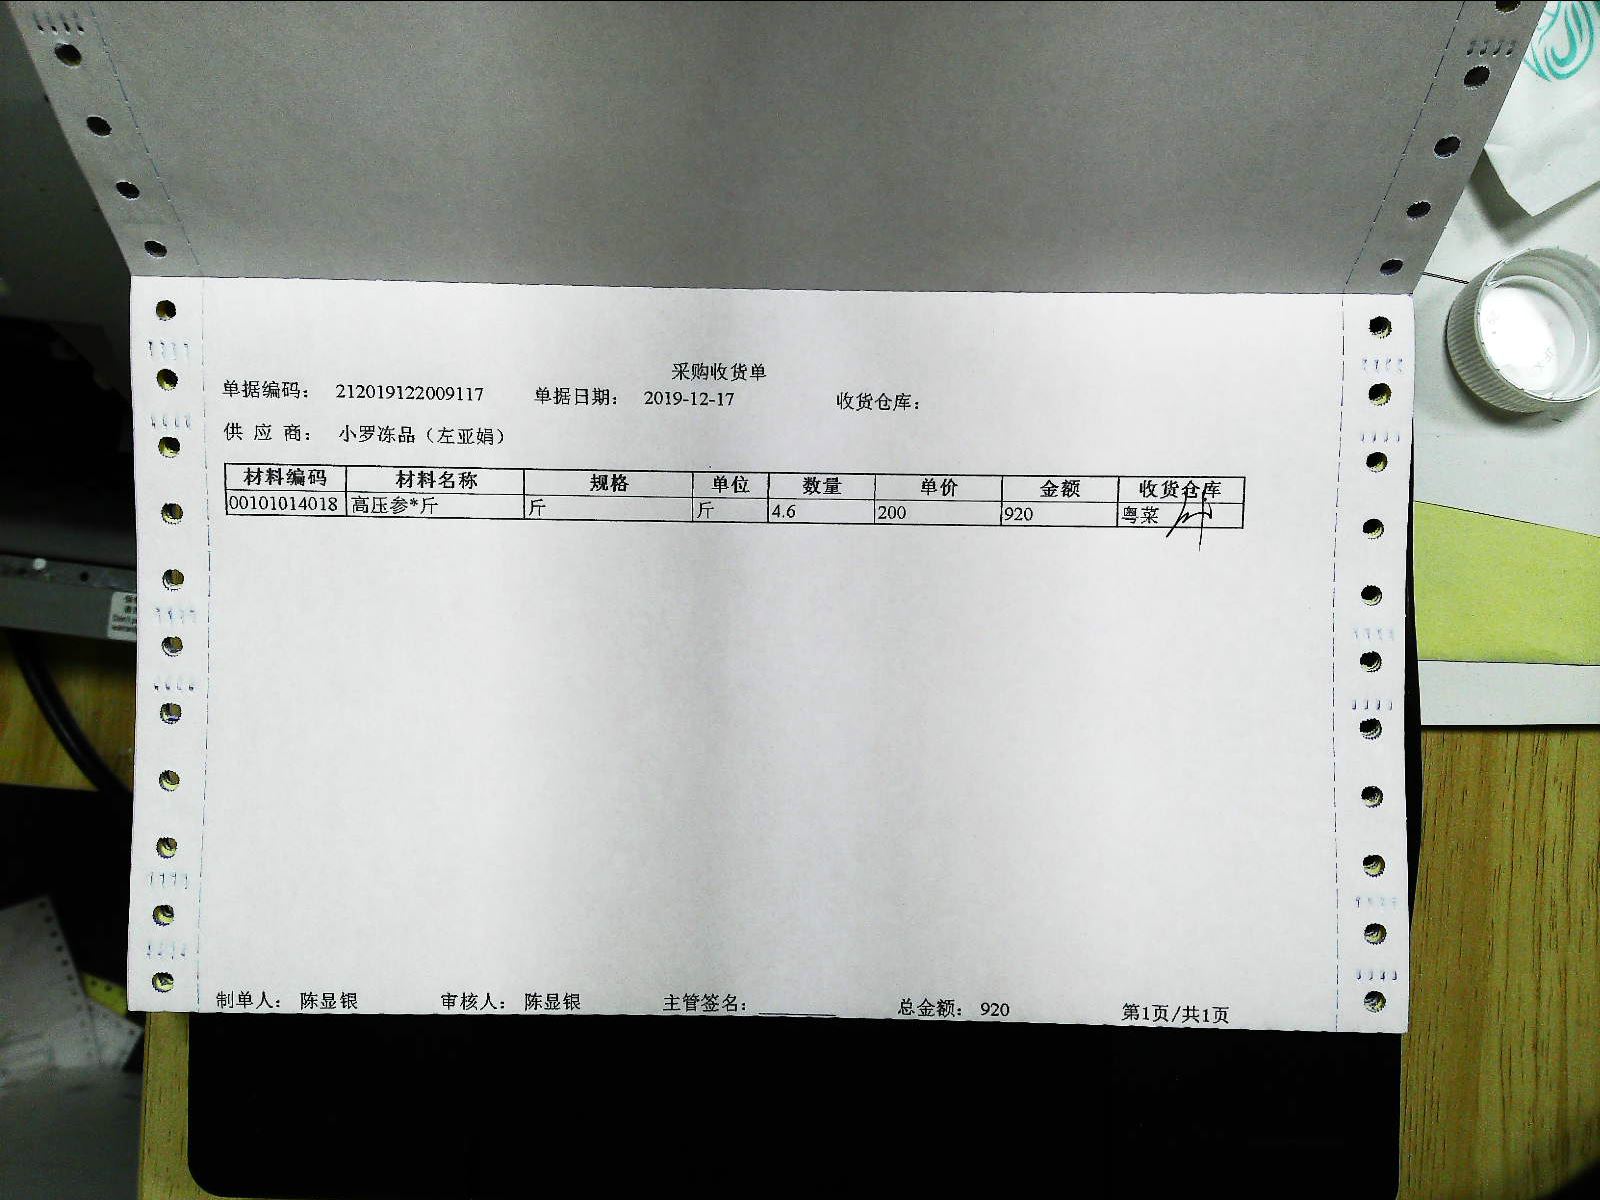 采购收货单
单据编码： 212019122009117 单据日期： 2019-12-17 收货仓库：
供 应 商： 小罗冻品（左亚娟）
材料编码 材料名称 规格 单位 数量 单价 金额 收货仓库
00101014018 高压参*斤 斤 斤 4.6 200 920 粤菜
制单人： 陈显银 审核人： 陈显银 主管签名： 总金额： 920 第1页/共1页